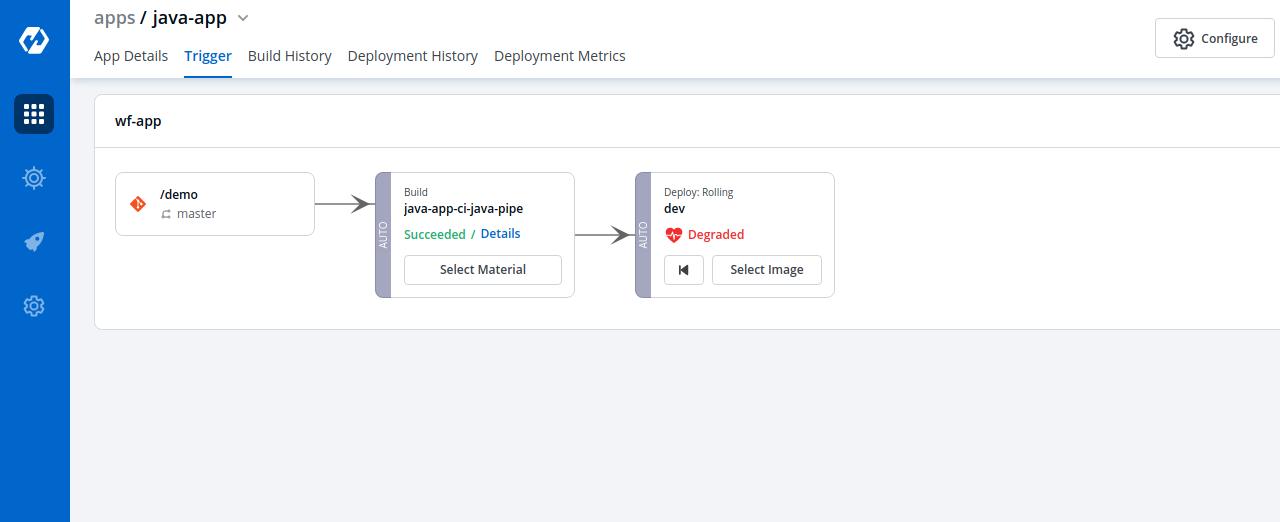 apps / java-app
App Details Trigger Build History Deployment History Deployment Metrics
Configure
wf-app
/demo
master
AUTO
Build
java-app-ci-java-pipe
Succeeded / Details
Select Material
AUTO
Deploy: Rolling
dev
Degraded
Select Image